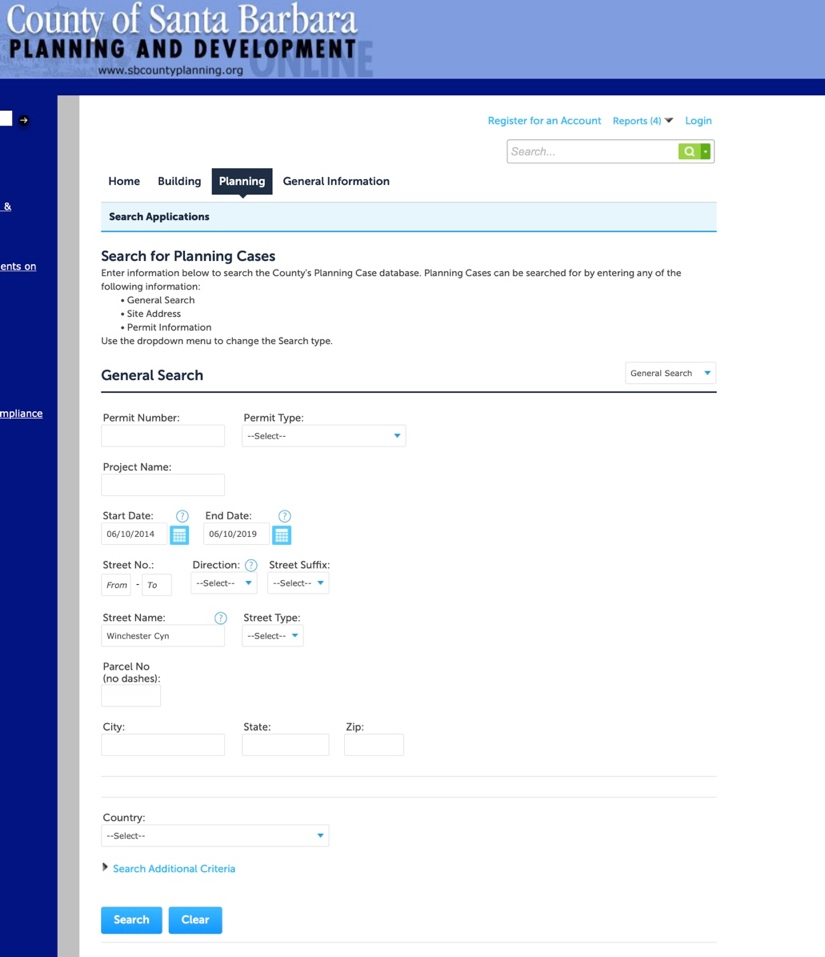 County of Santa Barbara
PLANNING AND DEVELOPMENT
ONLINE
www.sbcountyplanning.org
Register for an Account Reports (4) Login
Search...
Home Building Planning General Information
&
Search Applications
Search for Planning Cases
ents on
Enter information below to search the County's Planning Case database. Planning Cases can be searched for by entering any of the
following information:
• General Search
• Site Address
• Permit Information
Use the dropdown menu to change the Search type.
General Search General Search
mpliance
Permit Number: Permit Type:
--Select--
Project Name:
Start Date: ? End Date: ?
06/10/2014 06/10/2019
Street No.: Direction: ? Street Suffix:
From - To --Select-- --Select--
Street Name: ? Street Type:
Winchester Cyn --Select--
Parcel No
(no dashes):
City: State: Zip:
Country:
--Select--
Search Additional Criteria
Search Clear